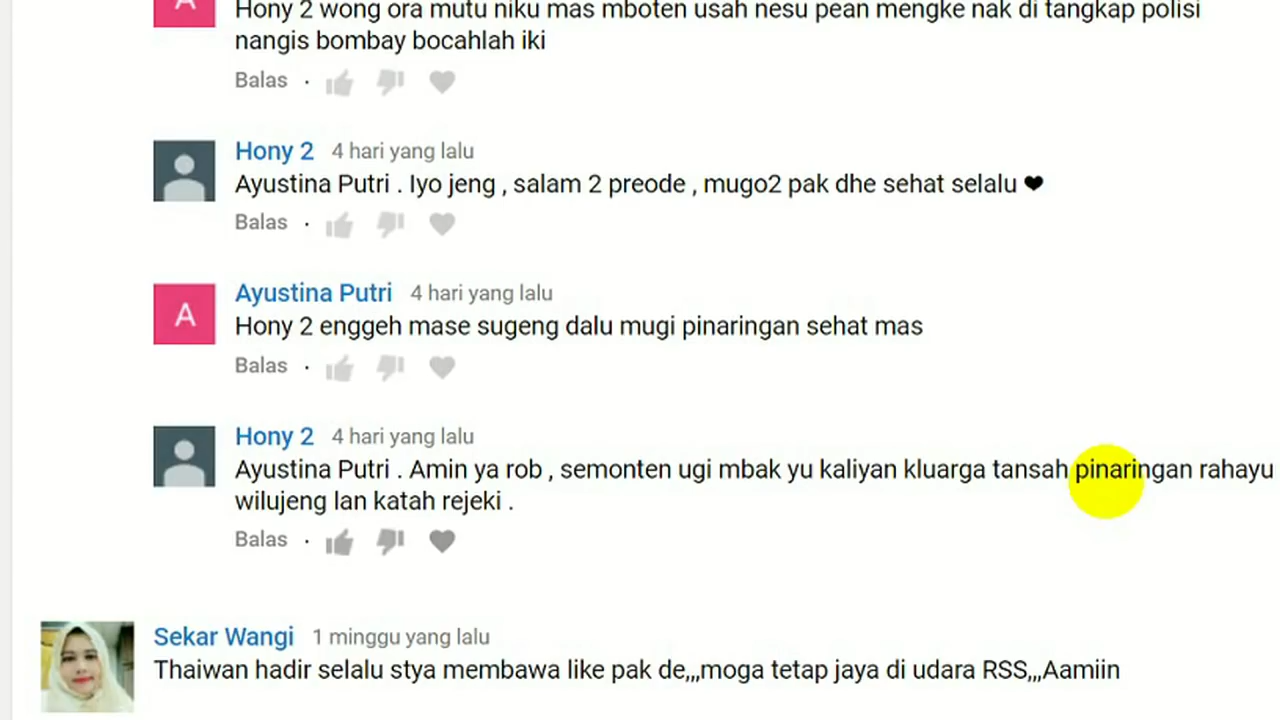 A
Hony 2 wong ora mutu niku mas mboten usah nesu pean mengke nak di tangkap polisi
nangis bombay bocahlah iki
Balas ·
Hony 2 4 hari yang lalu
Ayustina Putri . Iyo jeng , salam 2 preode , mugo2 pak dhe sehat selalu ❤
Balas ·
A
Ayustina Putri 4 hari yang lalu
Hony 2 enggeh mase sugeng dalu mugi pinaringan sehat mas
Balas ·
Hony 2 4 hari yang lalu
Ayustina Putri . Amin ya rob , semonten ugi mbak yu kaliyan kluarga tansah pinaringan rahayu
wilujeng lan katah rejeki .
Balas ·
Sekar Wangi 1 minggu yang lalu
Thaiwan hadir selalu stya membawa like pak de,,,moga tetap jaya di udara RSS,,,Aamiin